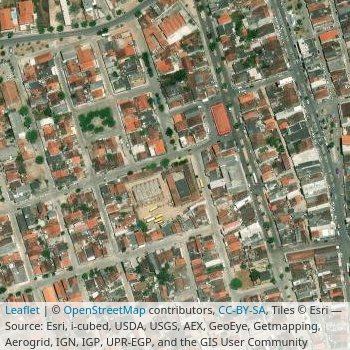 Leaflet | © OpenStreetMap contributors, CC-BY-SA, Tiles © Esri —
Source: Esri, i-cubed, USDA, USGS, AEX, GeoEye, Getmapping,
Aerogrid, IGN, IGP, UPR-EGP, and the GIS User Community